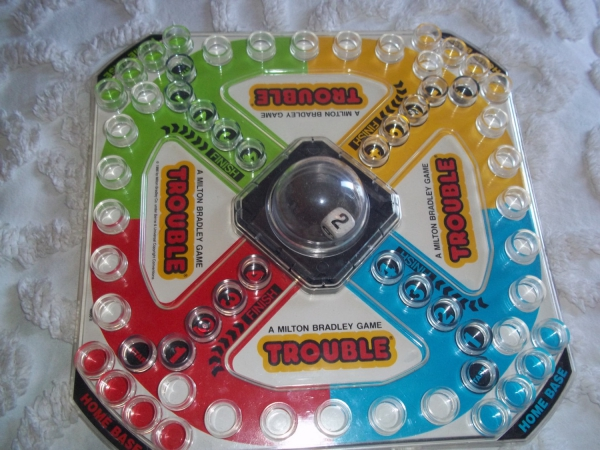 TROUBLE
A MILTON BRADLEY GAME
FINISH
FINISH
A MILTON BRADLEY GAME
TROUBLE
A MILTON BRADLEY GAME
TROUBLE
2
FINISH
FINISH
A MILTON BRADLEY GAME
TROUBLE
HOME BASE
HOME BASE